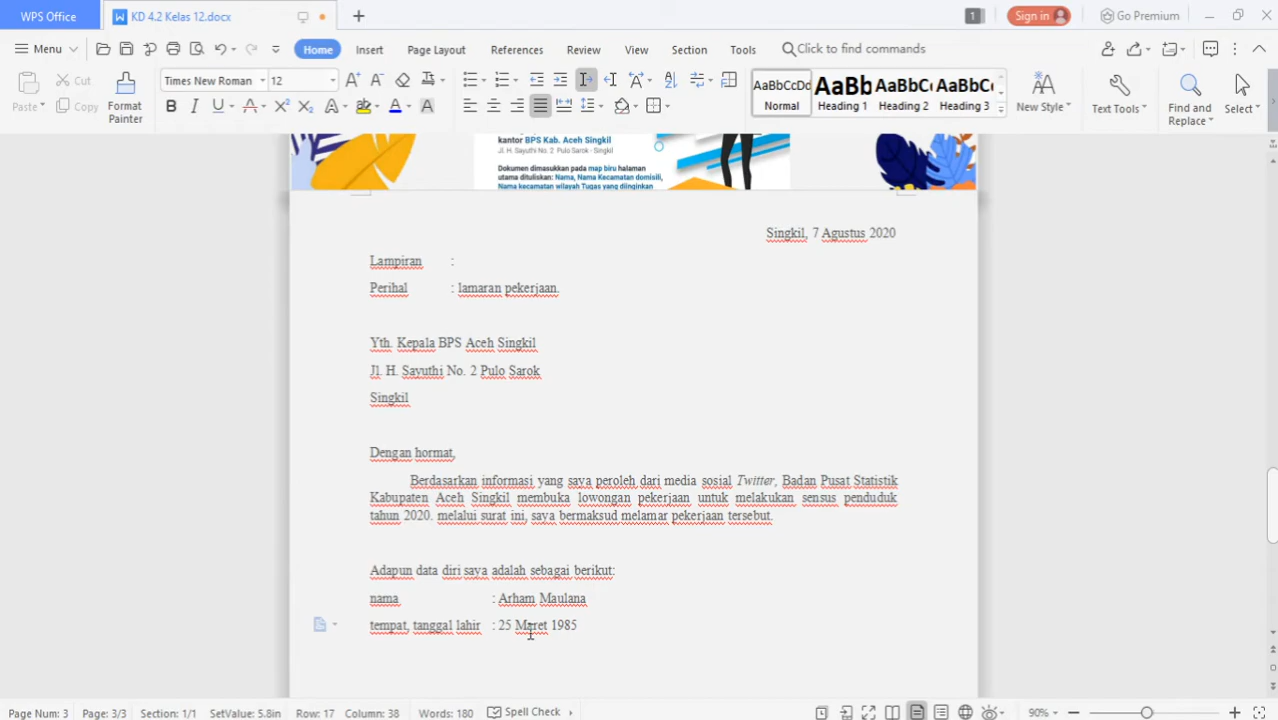 WPS Office
KD 4.2 Kelas 12.docx
1
Sign in
Go Premium
Menu
Home
Insert
Page Layout
References
Review
View
Section
Tools
Click to find commands
Paste
Cut
Copy
Format Painter
Times New Roman
12
AaBbCcDd
Normal
AaBb
Heading 1
AaBbC
Heading 2
AaBbC
Heading 3
New Style
Text Tools
Find and Replace
Select
kantor BPS Kab. Aceh Singkil
Jl. H. Sayuthi No. 2 Pulo Sarok - Singkil
Dokumen dimasukkan pada map biru halaman
utama dituliskan: Nama, Nama Kecamatan domisili,
Nama kecamatan wilayah Tugas yang diinginkan
Singkil, 7 Agustus 2020
Lampiran :
Perihal : lamaran pekerjaan.
Yth. Kepala BPS Aceh Singkil
Jl. H. Sayuthi No. 2 Pulo Sarok
Singkil
Dengan hormat,
Berdasarkan informasi yang saya peroleh dari media sosial Twitter, Badan Pusat Statistik
Kabupaten Aceh Singkil membuka lowongan pekerjaan untuk melakukan sensus penduduk
tahun 2020. melalui surat ini, saya bermaksud melamar pekerjaan tersebut.
Adapun data diri saya adalah sebagai berikut:
nama : Arham Maulana
tempat, tanggal lahir : 25 Maret 1985
Page Num: 3 Page: 3/3 Section: 1/1 SetValue: 5.8in Row: 17 Column: 38 Words: 180 Spell Check 90%